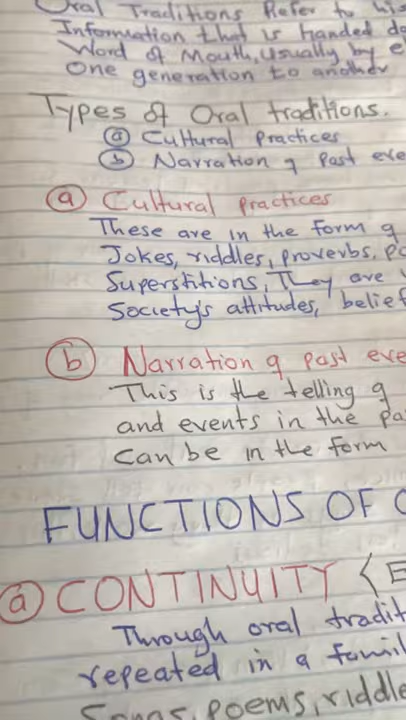 Oral Traditions Refer to his
Information that is handed do
Word of Mouth, usually by e
One generation to another
Types of Oral traditions.
(a) Cultural Practices
(b) Narration of Past eve
(a) Cultural practices
These are in the form of
Jokes, riddles, proverbs, po
Superstitions, They are
Society's attitudes, belief
(b) Narration of past eve
This is the telling of
and events in the pa
Can be in the form
FUNCTIONS OF
(a) CONTINUITY
Through oral tradit
repeated in a famil
Songs, poems, riddle